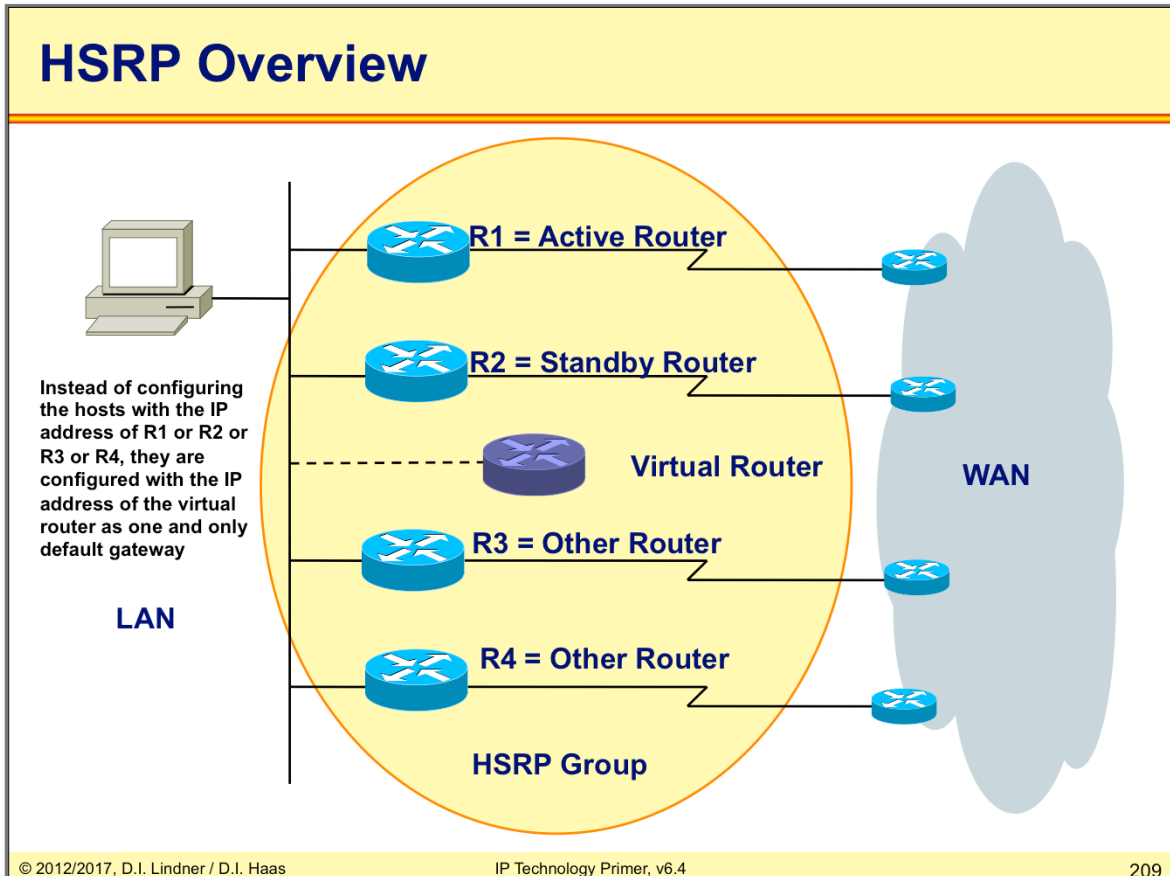 HSRP Overview
R1 = Active Router
R2 = Standby Router
Instead of configuring
the hosts with the IP
address of R1 or R2 or
R3 or R4, they are
configured with the IP
address of the virtual
router as one and only
default gateway
Virtual Router
WAN
R3 = Other Router
LAN
R4 = Other Router
HSRP Group
© 2012/2017, D.I. Lindner / D.I. Haas
IP Technology Primer, v6.4
209